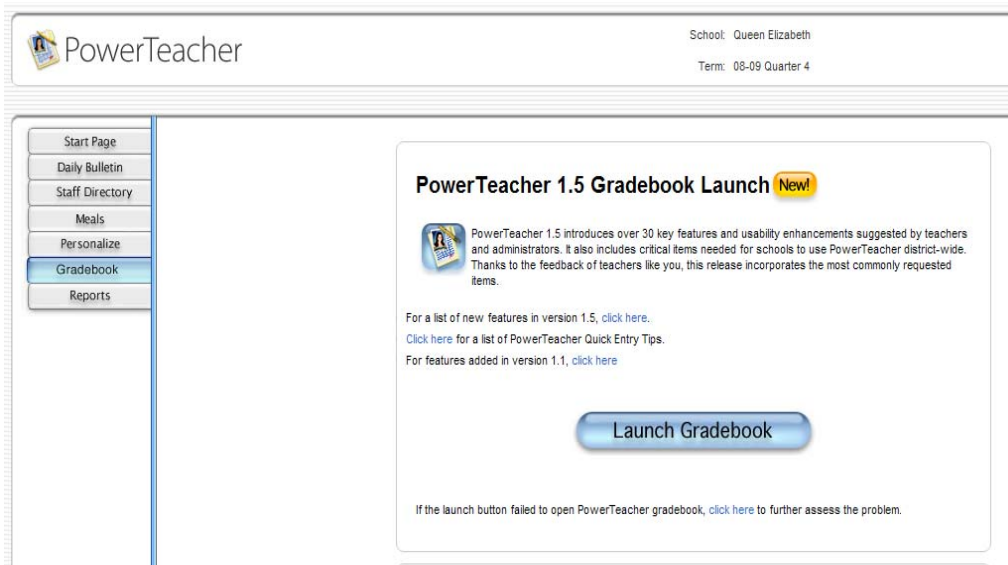 PowerTeacher
School: Queen Elizabeth
Term: 08-09 Quarter 4
Start Page
Daily Bulletin
Staff Directory
Meals
Personalize
Gradebook
Reports
PowerTeacher 1.5 Gradebook Launch New!
PowerTeacher 1.5 introduces over 30 key features and usability enhancements suggested by teachers
and administrators. It also includes critical items needed for schools to use PowerTeacher district-wide.
Thanks to the feedback of teachers like you, this release incorporates the most commonly requested
items.
For a list of new features in version 1.5, click here.
Click here for a list of PowerTeacher Quick Entry Tips.
For features added in version 1.1, click here
Launch Gradebook
If the launch button failed to open PowerTeacher gradebook, click here to further assess the problem.